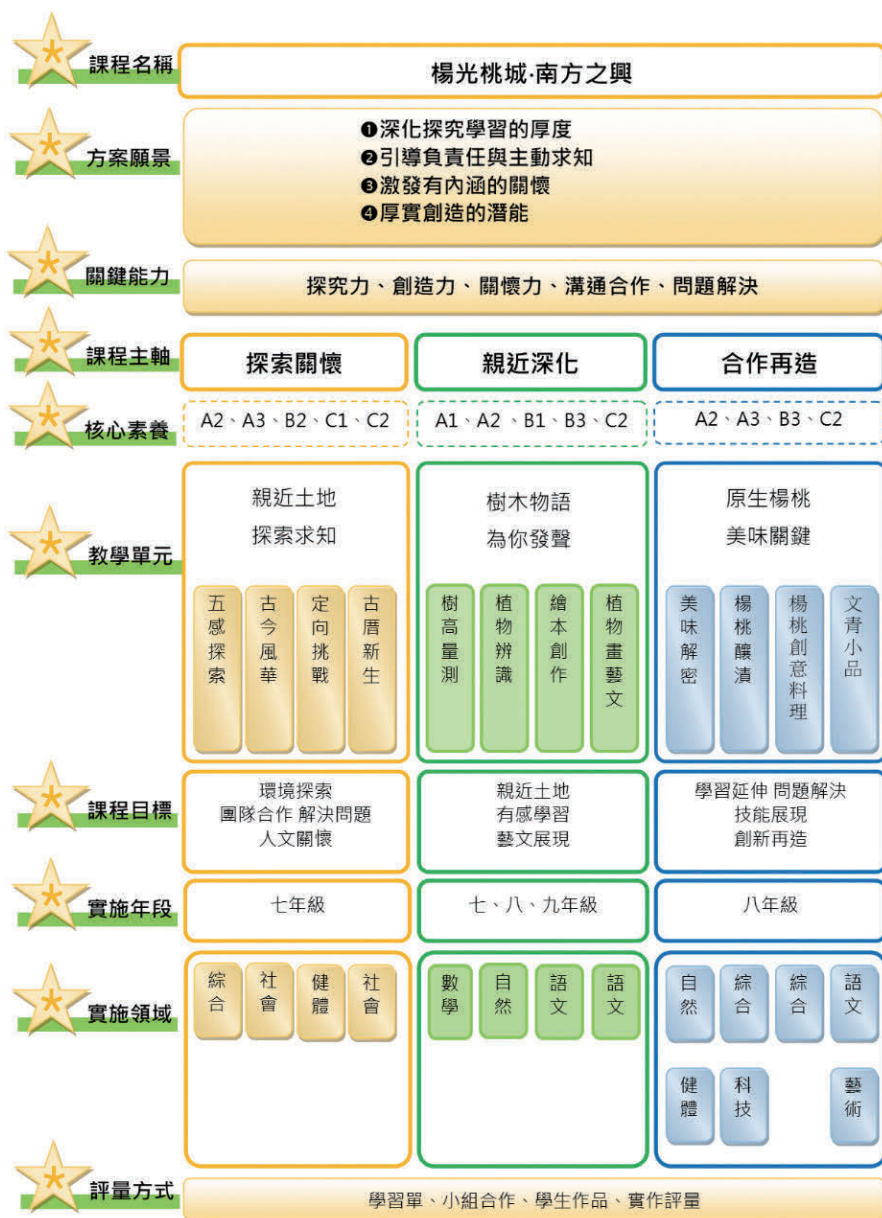 課程名稱
楊光桃城·南方之興
方案願景
❶深化探究學習的厚度
❷引導負責任與主動求知
❸激發有內涵的關懷
❹厚實創造的潛能
關鍵能力
探究力、創造力、關懷力、溝通合作、問題解決
課程主軸
探索關懷
親近深化
合作再造
核心素養
A2、A3、B2、C1、C2
A1、A2、B1、B3、C2
A2、A3、B3、C2
教學單元
親近土地
探索求知
五感探索
古今風華
定向挑戰
古厝新生
樹木物語
為你發聲
樹高量測
植物辨識
繪本創作
植物畫藝文
原生楊桃
美味關鍵
美味解密
楊桃釀漬
楊桃創意料理
文青小品
課程目標
環境探索
團隊合作 解決問題
人文關懷
親近土地
有感學習
藝文展現
學習延伸 問題解決
技能展現
創新再造
實施年段
七年級
七、八、九年級
八年級
實施領域
綜合
社會
健體
社會
數學
自然
語文
語文
自然
綜合
綜合
語文
健體
科技
藝術
評量方式
學習單、小組合作、學生作品、實作評量